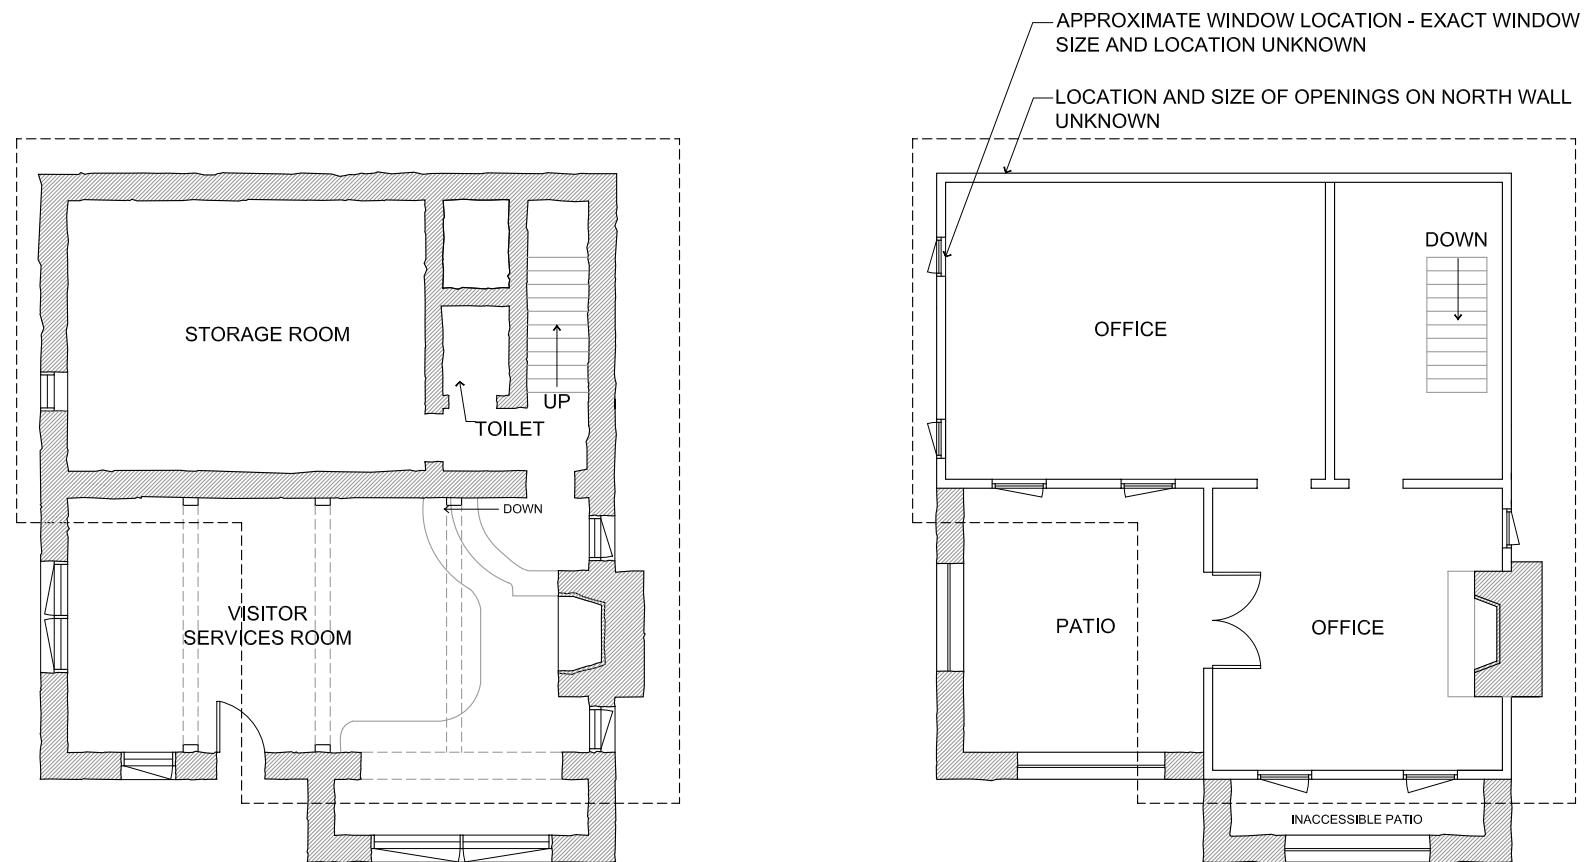 APPROXIMATE WINDOW LOCATION - EXACT WINDOW
SIZE AND LOCATION UNKNOWN
LOCATION AND SIZE OF OPENINGS ON NORTH WALL
UNKNOWN
STORAGE ROOM
UP
TOILET
DOWN
VISITOR
SERVICES ROOM
DOWN
OFFICE
PATIO
OFFICE
INACCESSIBLE PATIO